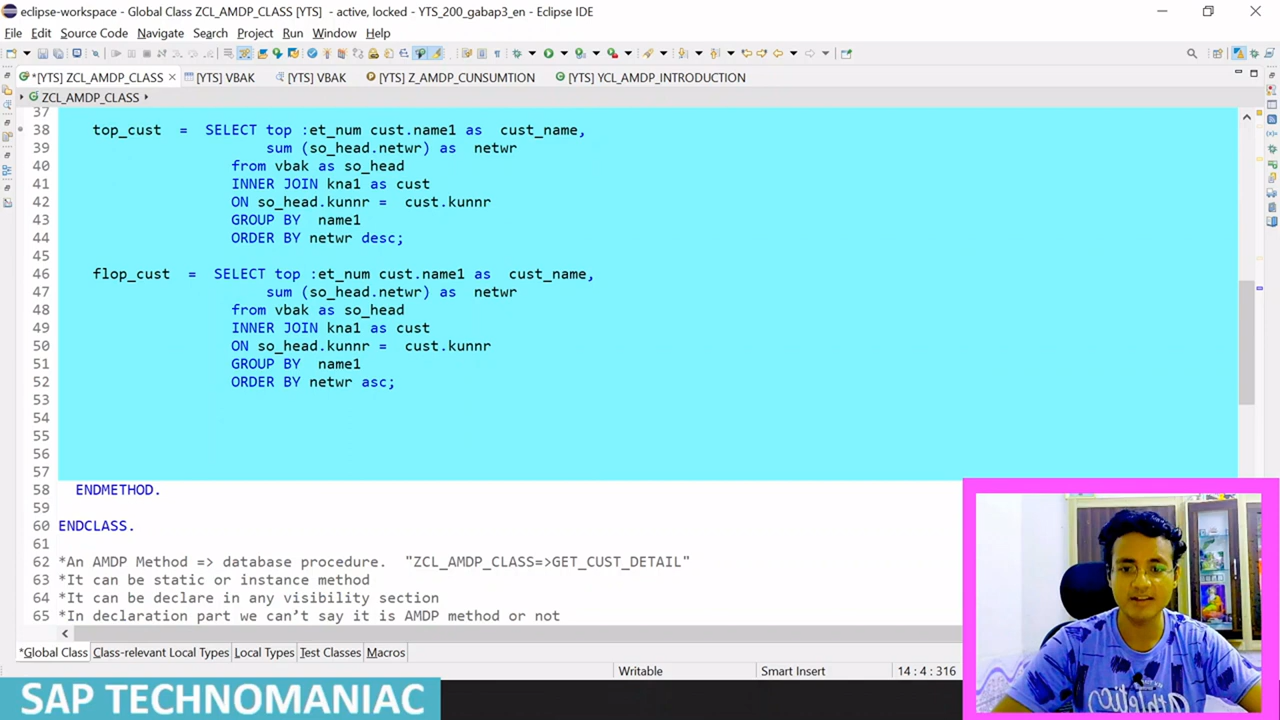 eclipse-workspace - Global Class ZCL_AMDP_CLASS [YTS] - active, locked - YTS_200_gabap3_en - Eclipse IDE
File Edit Source Code Navigate Search Project Run Window Help
*[YTS] ZCL_AMDP_CLASS [YTS] VBAK [YTS] VBAK [YTS] Z_AMDP_CUNSUMTION [YTS] YCL_AMDP_INTRODUCTION
ZCL_AMDP_CLASS
37
38 top_cust = SELECT top :et_num cust.name1 as cust_name,
39 sum (so_head.netwr) as netwr
40 from vbak as so_head
41 INNER JOIN kna1 as cust
42 ON so_head.kunnr = cust.kunnr
43 GROUP BY name1
44 ORDER BY netwr desc;
45
46 flop_cust = SELECT top :et_num cust.name1 as cust_name,
47 sum (so_head.netwr) as netwr
48 from vbak as so_head
49 INNER JOIN kna1 as cust
50 ON so_head.kunnr = cust.kunnr
51 GROUP BY name1
52 ORDER BY netwr asc;
53
54
55
56
57
58 ENDMETHOD.
59
60 ENDCLASS.
61
62 *An AMDP Method => database procedure. "ZCL_AMDP_CLASS=>GET_CUST_DETAIL"
63 *It can be static or instance method
64 *It can be declare in any visibility section
65 *In declaration part we can't say it is AMDP method or not
*Global Class Class-relevant Local Types Local Types Test Classes Macros
Writable Smart Insert 14:4:316
SAP TECHNOMANIAC